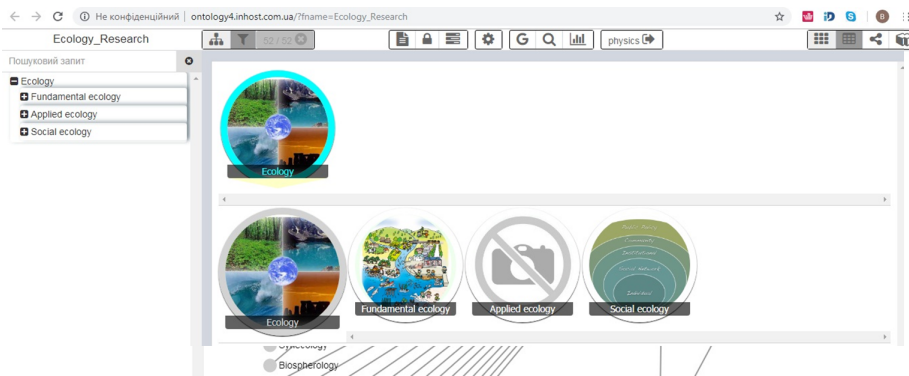 Не конфіденційний | ontology4.inhost.com.ua/?fname=Ecology_Research
B
Ecology_Research
52 / 52
G
physics
Пошуковий запит
Ecology
Fundamental ecology
Applied ecology
Social ecology
Ecology
Ecology
Fundamental ecology
Applied ecology
Social ecology
Individual
Biospherology